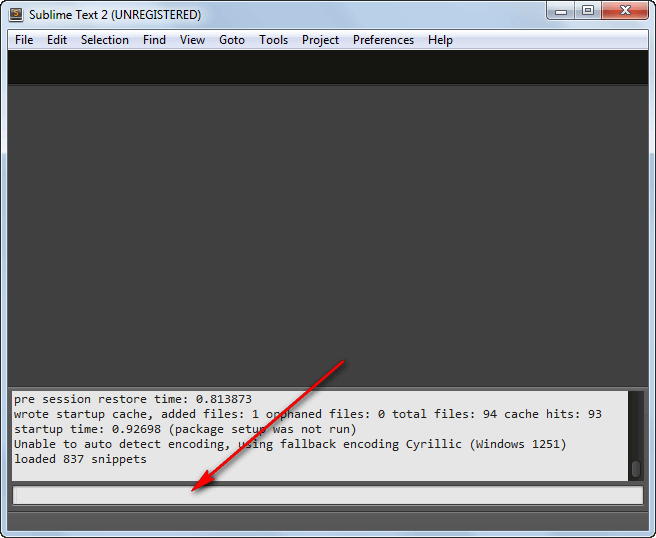 Sublime Text 2 (UNREGISTERED)
File Edit Selection Find View Goto Tools Project Preferences Help
pre session restore time: 0.813873
wrote startup cache, added files: 1 orphaned files: 0 total files: 94 cache hits: 93
startup time: 0.92698 (package setup was not run)
Unable to auto detect encoding, using fallback encoding Cyrillic (Windows 1251)
loaded 837 snippets